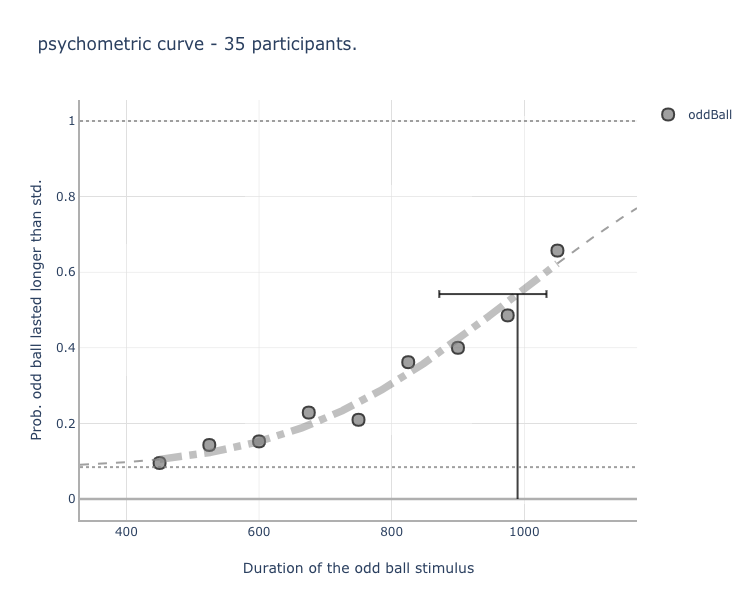 psychometric curve - 35 participants.
oddBall
Prob. odd ball lasted longer than std.
1
0.8
0.6
0.4
0.2
0
400 600 800 1000
Duration of the odd ball stimulus